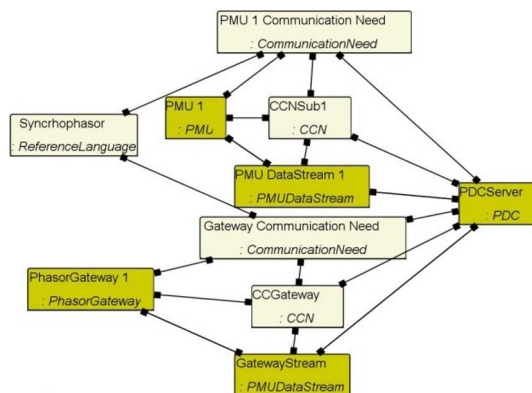 PMU 1 Communication Need
: CommunicationNeed
PMU 1
: PMU
CCNSub1
: CCN
Syncrhophasor
: ReferenceLanguage
PMU DataStream 1
: PMUDataStream
PDCServer
: PDC
Gateway Communication Need
: CommunicationNeed
PhasorGateway 1
: PhasorGateway
CCGateway
: CCN
GatewayStream
: PMUDataStream